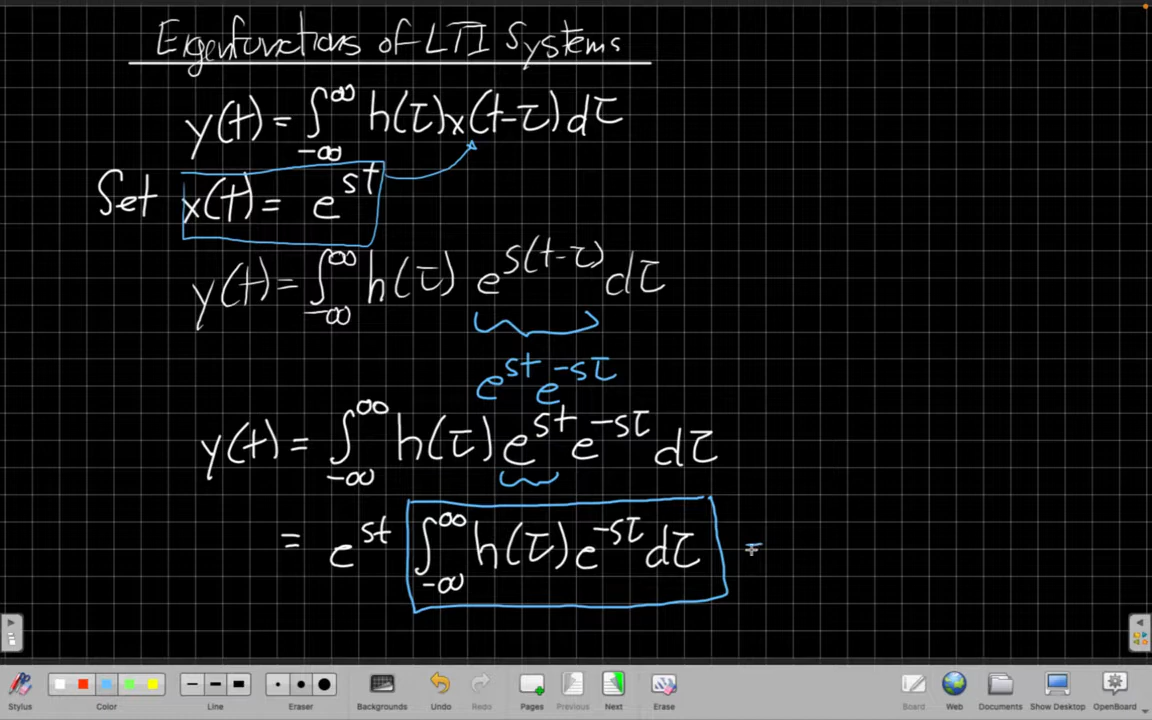 Eigenfunctions of LTI Systems
y(t) = ∫_{-∞}^{∞} h(τ)x(t-τ)dτ
Set x(t) = e^{st}
y(t) = ∫_{-∞}^{∞} h(τ) e^{s(t-τ)} dτ
e^{st} e^{-sτ}
y(t) = ∫_{-∞}^{∞} h(τ) e^{st} e^{-sτ} dτ
= e^{st} ∫_{-∞}^{∞} h(τ) e^{-sτ} dτ =
Stylus Color Line Eraser Backgrounds Undo Redo Pages Previous Next Erase Board Web Documents Show Desktop OpenBoard